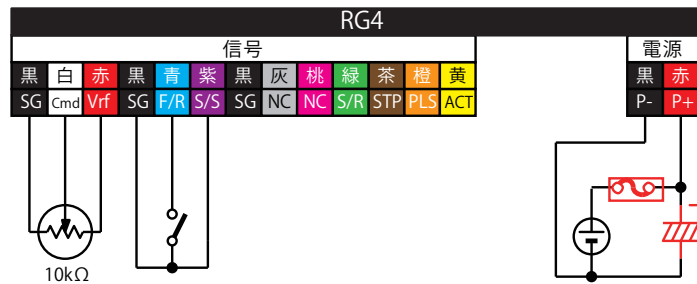 RG4
信号 電源
黒 白 赤 黒 青 紫 黒 灰 桃 緑 茶 橙 黄 黒 赤
SG Cmd Vrf SG F/R S/S SG NC NC S/R STP PLS ACT P- P+
10kΩ